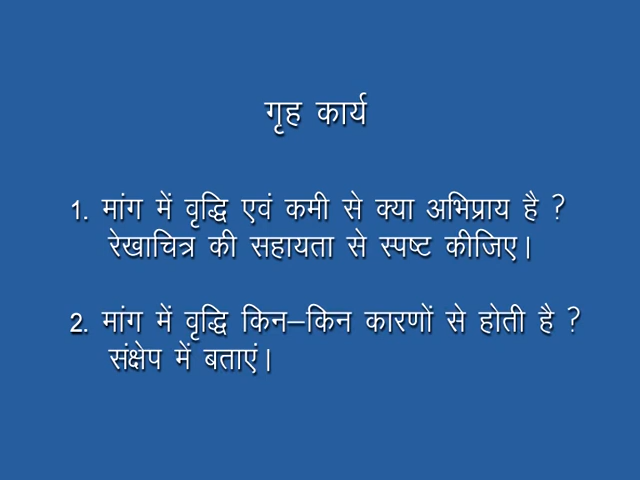 गृह कार्य
1. मांग में वृद्धि एवं कमी से क्या अभिप्राय है ?
रेखाचित्र की सहायता से स्पष्ट कीजिए।
2. मांग में वृद्धि किन–किन कारणों से होती है ?
संक्षेप में बताएं।